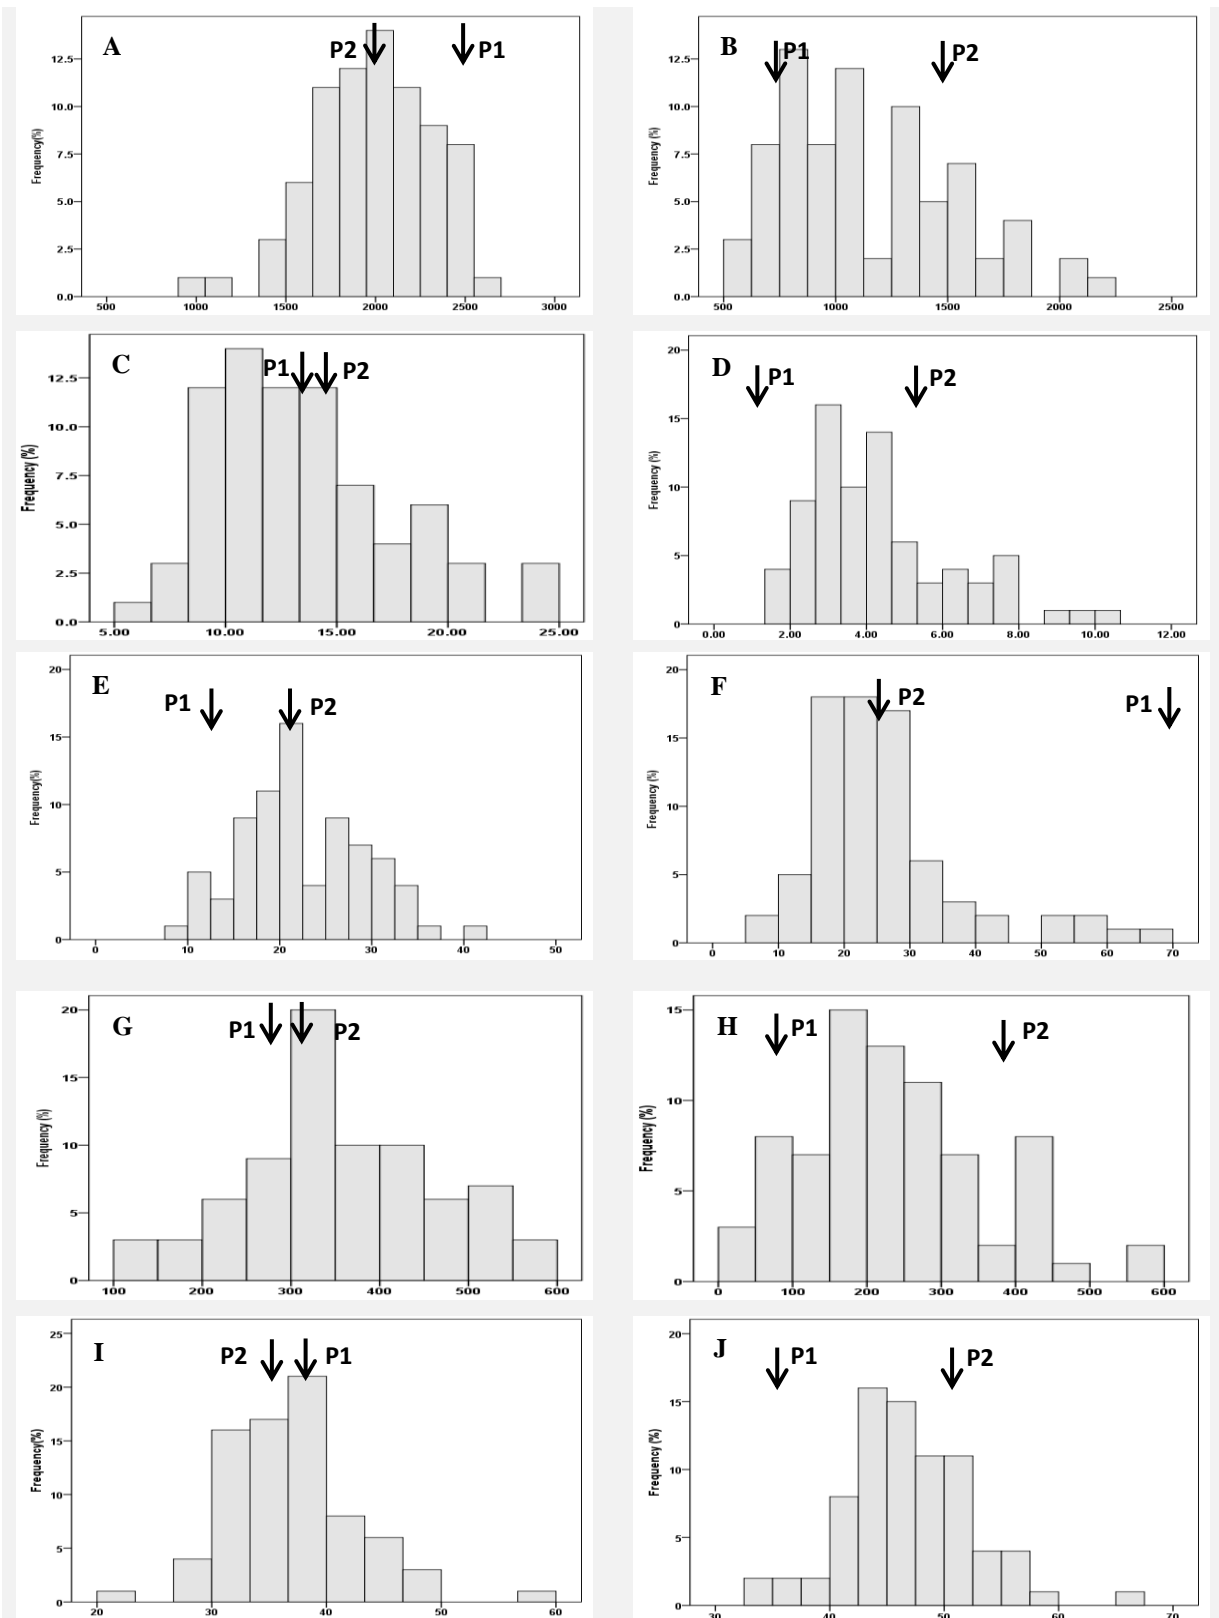 A
P2
P1
Frequency(%)
12.5
10.0
7.5
5.0
2.5
0.0
500 1000 1500 2000 2500 3000
B
P1
P2
Frequency (%)
12.5
10.0
7.5
5.0
2.5
0.0
500 1000 1500 2000 2500
C
P1
P2
Frequency (%)
12.5
10.0
7.5
5.0
2.5
0.0
5.00 10.00 15.00 20.00 25.00
D
P1
P2
Frequency (%)
20
15
10
5
0
0.00 2.00 4.00 6.00 8.00 10.00 12.00
E
P1
P2
Frequency(%)
20
15
10
5
0
0 10 20 30 40 50
F
P2
P1
Frequency (%)
20
15
10
5
0
0 10 20 30 40 50 60 70
G
P1
P2
Frequency (%)
20
15
10
5
0
100 200 300 400 500 600
H
P1
P2
Frequency (%)
15
10
5
0
0 100 200 300 400 500 600
I
P2
P1
Frequency(%)
25
20
15
10
5
0
20 30 40 50 60
J
P1
P2
Frequency (%)
20
15
10
5
0
30 40 50 60 70